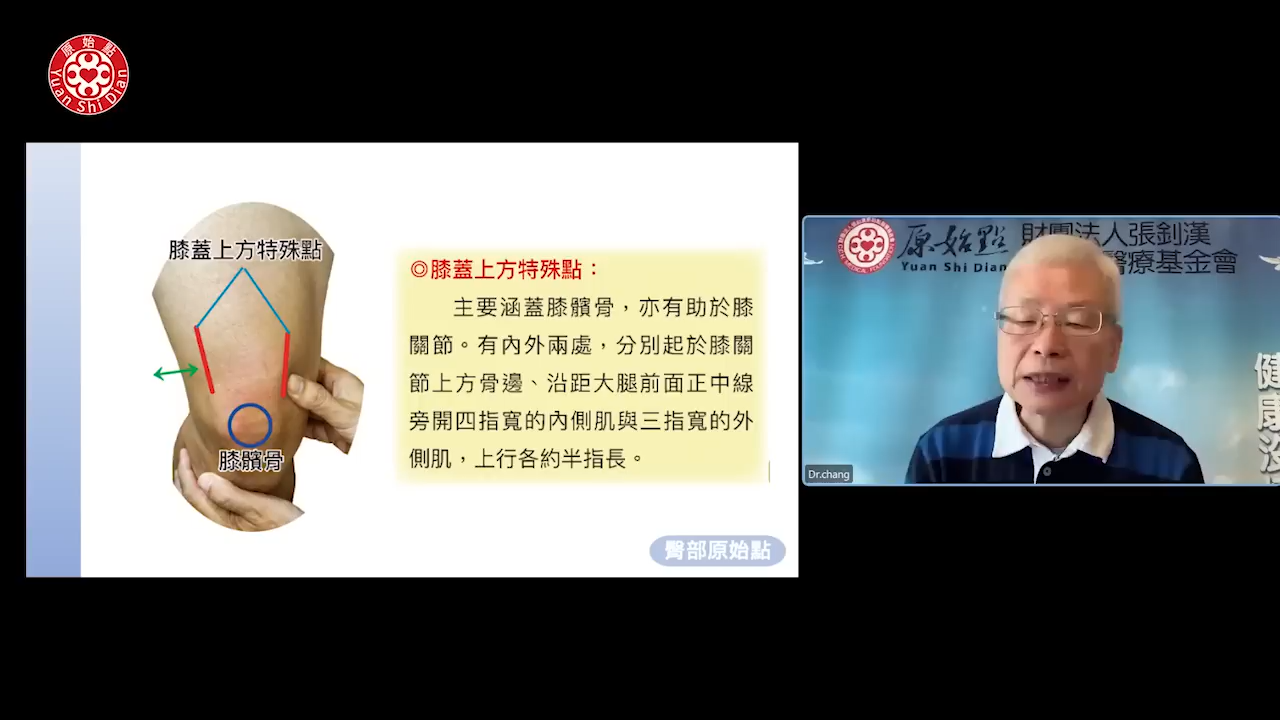 原始點
Yuan Shi Dian
膝蓋上方特殊點
膝髕骨
◎膝蓋上方特殊點：
主要涵蓋膝髕骨，亦有助於膝
關節。有內外兩處，分別起於膝關
節上方骨邊、沿距大腿前面正中線
旁開四指寬的內側肌與三指寬的外
側肌，上行各約半指長。
臀部原始點
原始點
Yuan Shi Dian
財團法人張釗漢
醫療基金會
健康
Dr.chang